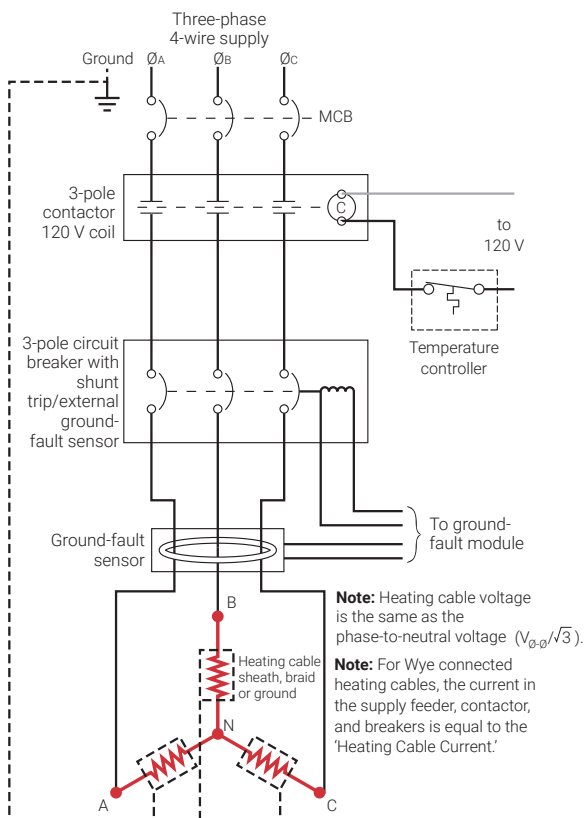 Three-phase
4-wire supply
Ground ØA ØB ØC
MCB
3-pole
contactor
120 V coil
C
to
120 V
Temperature
controller
3-pole circuit
breaker with
shunt
trip/external
ground-
fault sensor
Ground-fault
sensor
To ground-
fault module
B
Note: Heating cable voltage
is the same as the
phase-to-neutral voltage (VØ-Ø/√3 ).
Heating cable
sheath, braid
or ground
Note: For Wye connected
heating cables, the current in
the supply feeder, contactor,
and breakers is equal to the
‘Heating Cable Current.’
N
A
C